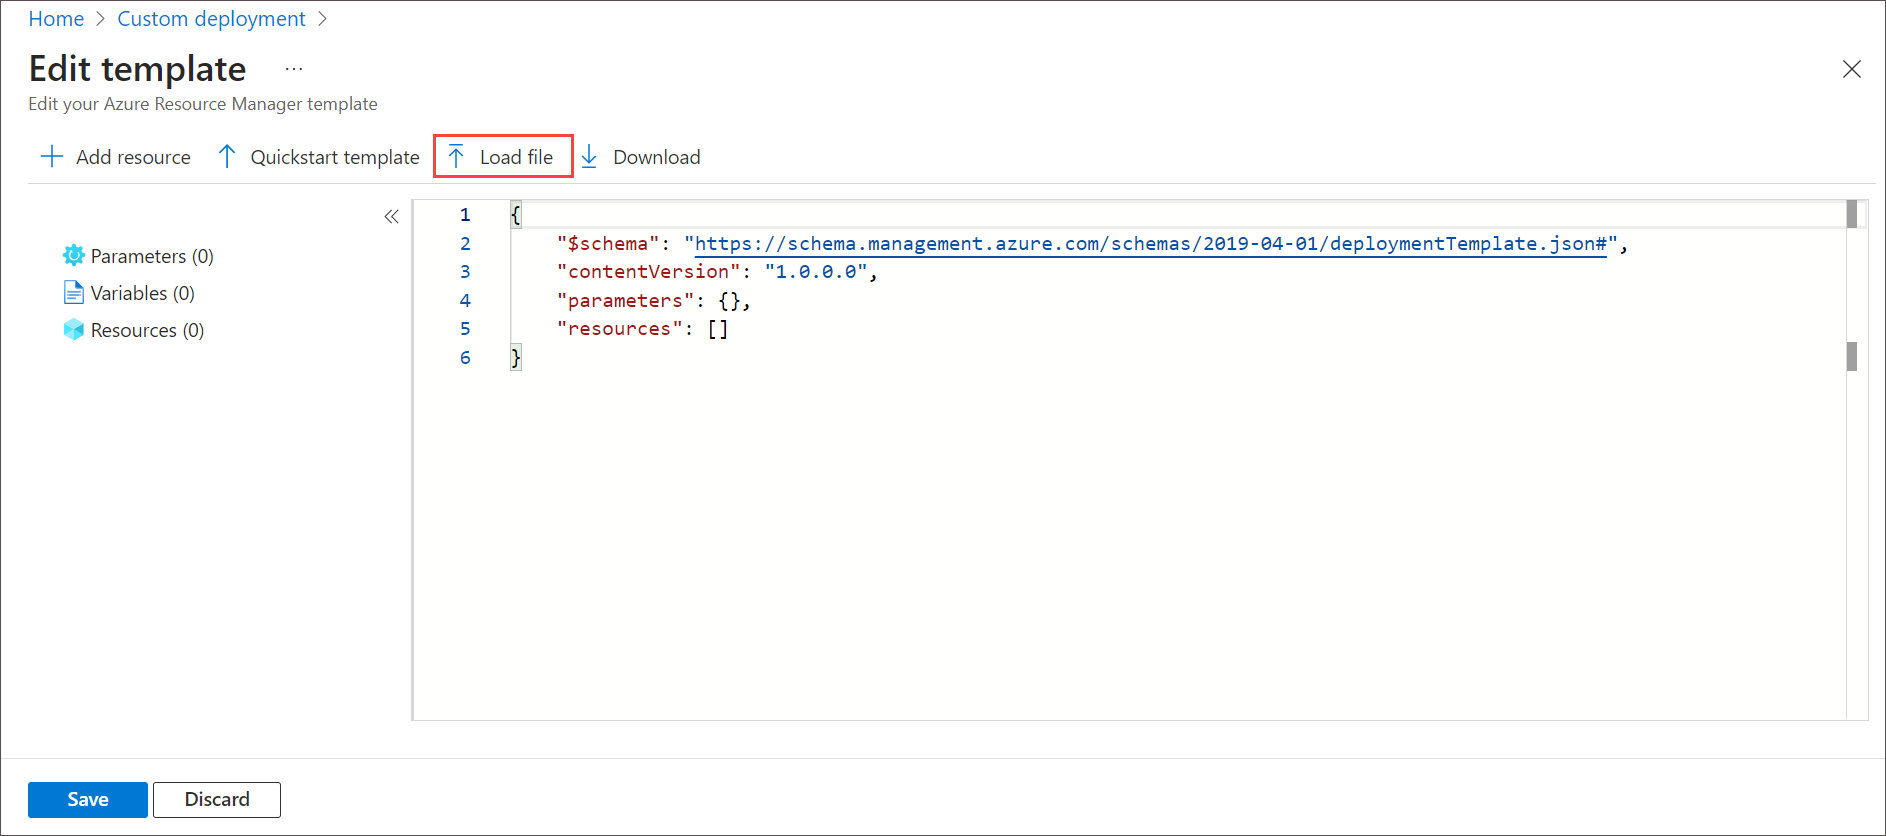 Home > Custom deployment >
Edit template ...
Edit your Azure Resource Manager template
Add resource Quickstart template Load file Download
Parameters (0)
Variables (0)
Resources (0)
1 {
2 "$schema": "https://schema.management.azure.com/schemas/2019-04-01/deploymentTemplate.json#",
3 "contentVersion": "1.0.0.0",
4 "parameters": {},
5 "resources": []
6 }
Save Discard